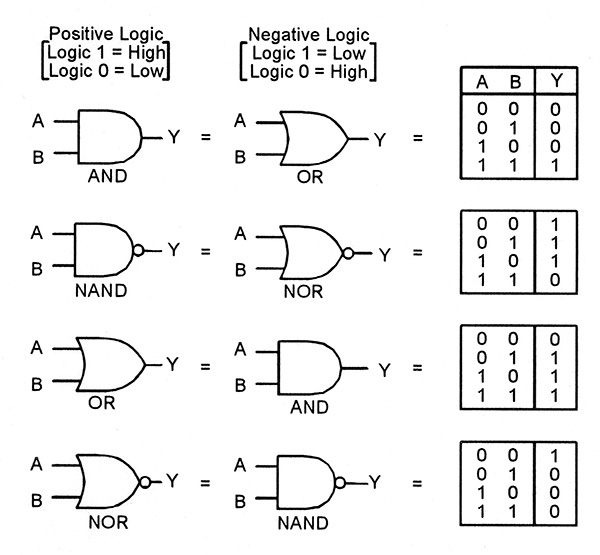 Positive Logic
[Logic 1 = High]
[Logic 0 = Low]
Negative Logic
[Logic 1 = Low]
[Logic 0 = High]
A B Y
A Y = A Y = 0 0 0
0 1 0
B B 1 0 0
AND OR 1 1 1
A Y = A Y = 0 0 1
0 1 1
B B 1 0 1
NAND NOR 1 1 0
A Y = A Y = 0 0 0
0 1 1
B B 1 0 1
OR AND 1 1 1
A Y = A Y = 0 0 1
0 1 0
B B 1 0 0
NOR NAND 1 1 0